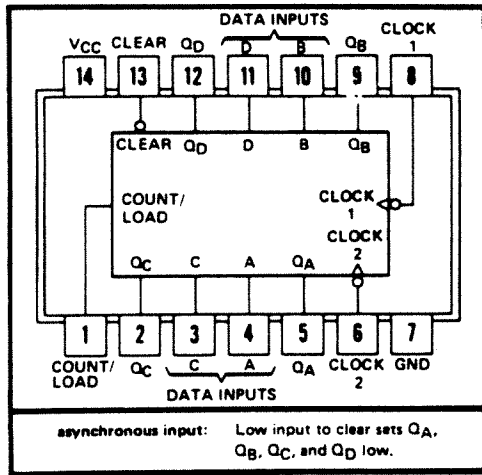 DATA INPUTS
VCC CLEAR QD D B QB CLOCK 1
14 13 12 11 10 9 8
CLEAR QD D B QB
COUNT/
LOAD
CLOCK
1
CLOCK
2
QC C A QA
1 2 3 4 5 6 7
COUNT/LOAD QC C A QA CLOCK 2 GND
DATA INPUTS
asynchronous input: Low input to clear sets QA,
QB, QC, and QD low.